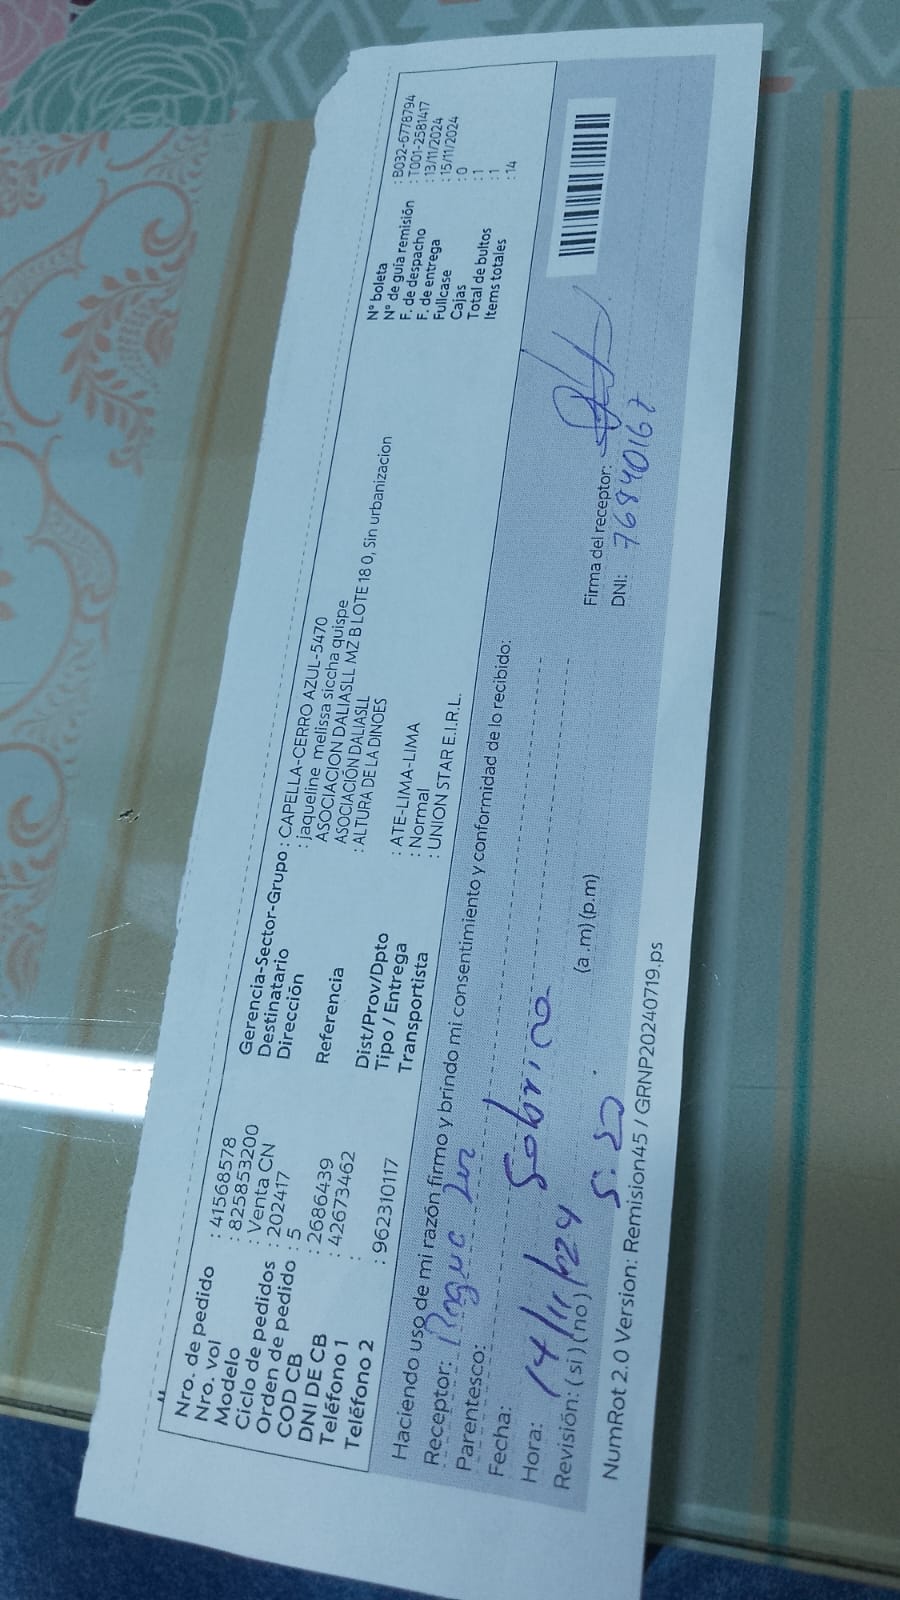 Nro. de pedido : 41568578
Nro. vol : 825853200
Modelo : Venta CN
Ciclo de pedidos : 202417
Orden de pedido : 5
COD CB : 2686439
DNI DE CB : 42673462
Teléfono 1 :
Teléfono 2 : 962310117
Gerencia-Sector-Grupo : CAPELLA-CERRO AZUL-5470
Destinatario : jaqueline melissa siccha quispe
Dirección ASOCIACION DALIASLL MZ B LOTE 18 0, Sin urbanizacion
ASOCIACIÓN DALIASLL
Referencia : ALTURA DE LA DINOES
Dist/Prov/Dpto : ATE-LIMA-LIMA
Tipo / Entrega : Normal
Transportista : UNION STAR E.I.R.L.
N° boleta : B032-6778794
N° de guía remisión : T001-2581417
F. de despacho : 13/11/2024
F. de entrega : 15/11/2024
Fullcase : 0
Cajas : 1
Total de bultos : 1
Items totales : 14
Haciendo uso de mi razón firmo y brindo mi consentimiento y conformidad de lo recibido:
Receptor:
Parentesco: Sobrino
Fecha: 14/11/2024
Hora: (a.m) (p.m)
Revisión: (si) (no)
Firma del receptor:
DNI: 76840167
NumRot 2.0 Version: Remision45 / GRNP20240719.ps